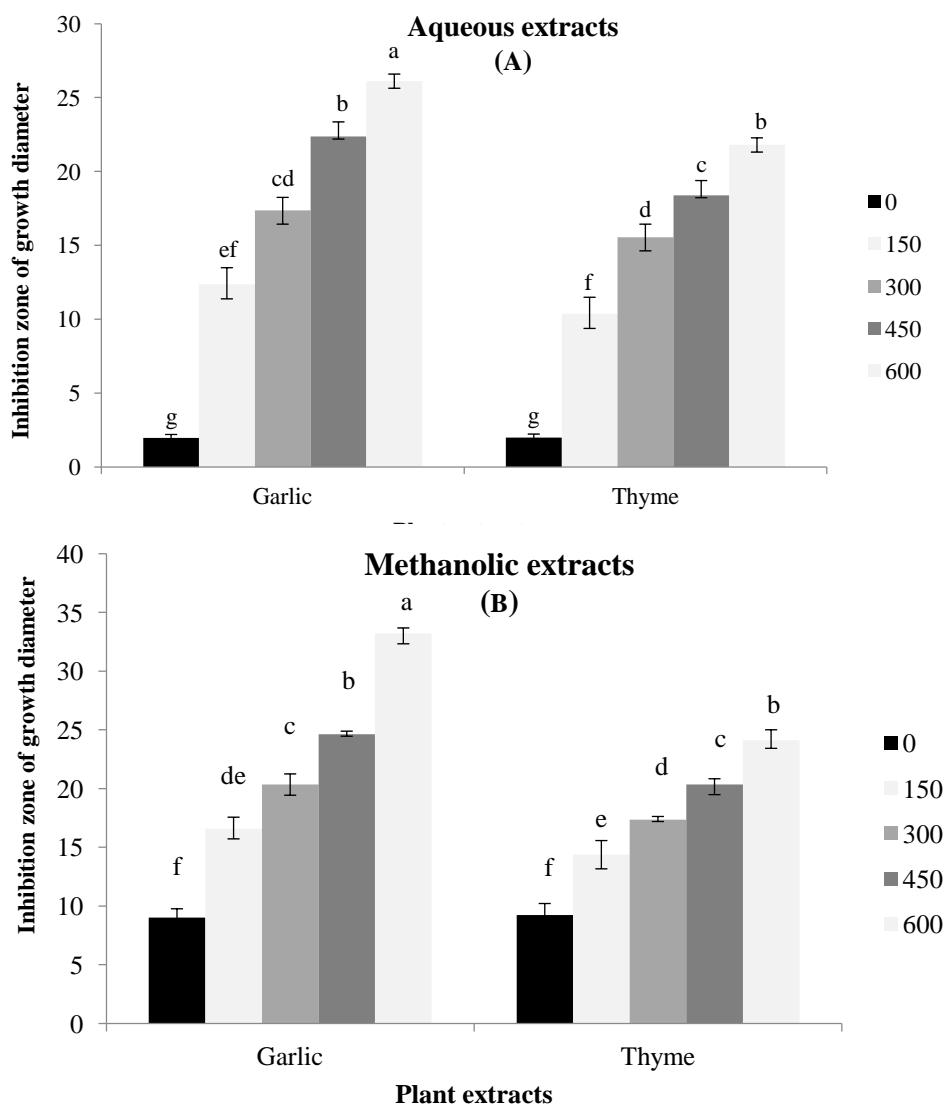 Aqueous extracts
(A)
Inhibition zone of growth diameter
30
25
20
15
10
5
0
g
ef
cd
b
a
g
f
d
c
b
Garlic
Thyme
0
150
300
450
600
Methanolic extracts
(B)
Inhibition zone of growth diameter
40
35
30
25
20
15
10
5
0
f
de
c
b
a
f
e
d
c
b
Garlic
Thyme
Plant extracts
0
150
300
450
600